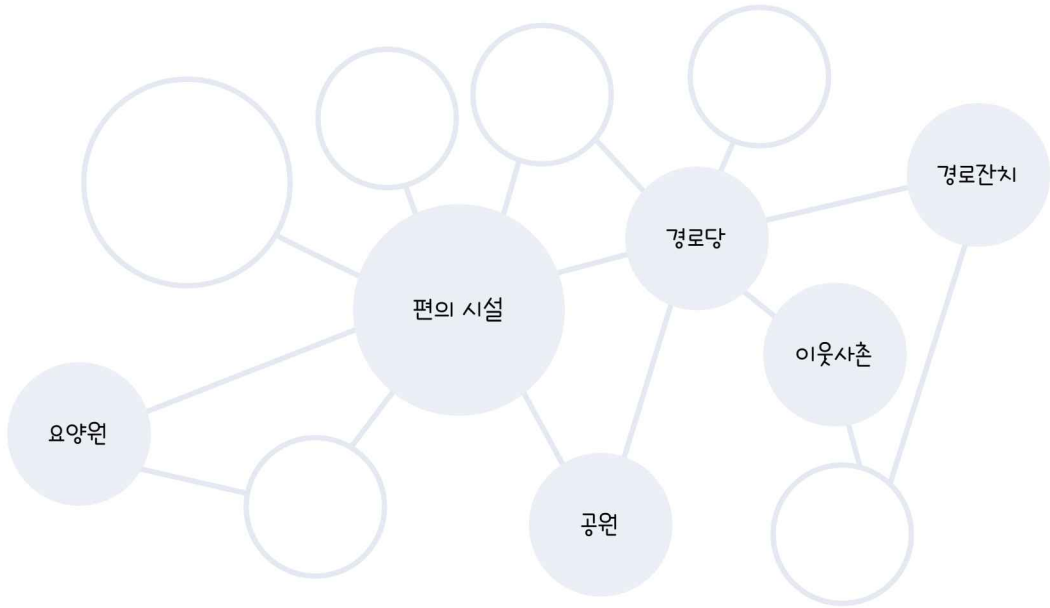 경로잔치
경로당
편의 시설
이웃사촌
요양원
공원